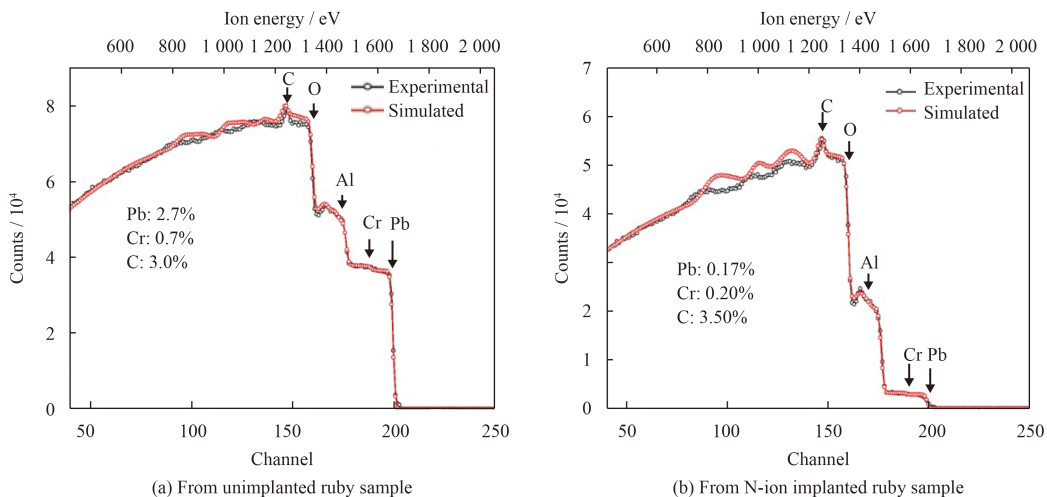 Ion energy / eV
600 800 1 000 1 200 1 400 1 600 1 800 2 000
Counts / 10⁴
8
6
4
2
0
C
O
Experimental
Simulated
Al
Cr
Pb
Pb: 2.7%
Cr: 0.7%
C: 3.0%
50 100 150 200 250
Channel
(a) From unimplanted ruby sample
Ion energy / eV
600 800 1 000 1 200 1 400 1 600 1 800 2 000
Counts / 10⁴
7
6
5
4
3
2
1
0
Experimental
Simulated
C
O
Al
Pb: 0.17%
Cr: 0.20%
C: 3.50%
Cr Pb
50 100 150 200 250
Channel
(b) From N-ion implanted ruby sample